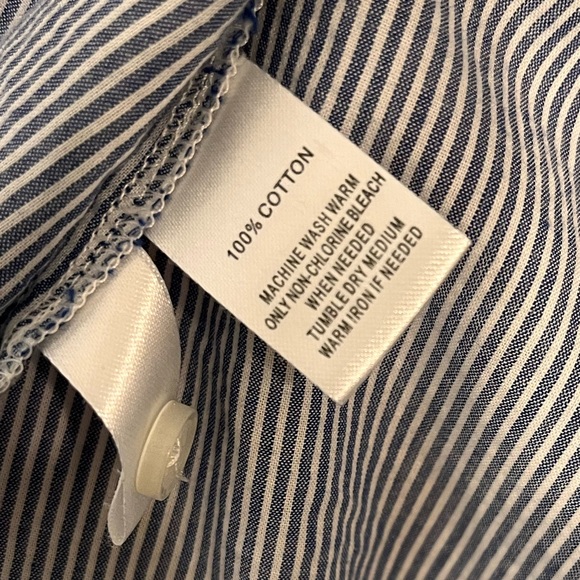 100% COTTON
MACHINE WASH WARM
ONLY NON-CHLORINE BLEACH
WHEN NEEDED
TUMBLE DRY MEDIUM
WARM IRON IF NEEDED